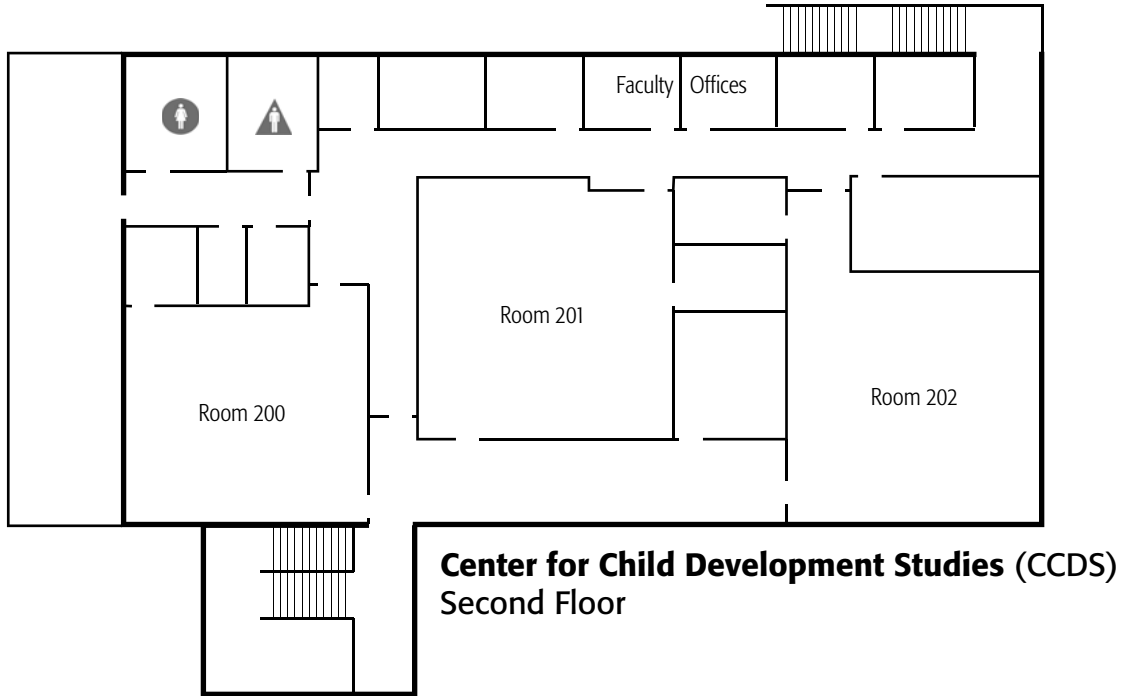 Faculty Offices
Room 201
Room 202
Room 200
Center for Child Development Studies (CCDS)
Second Floor